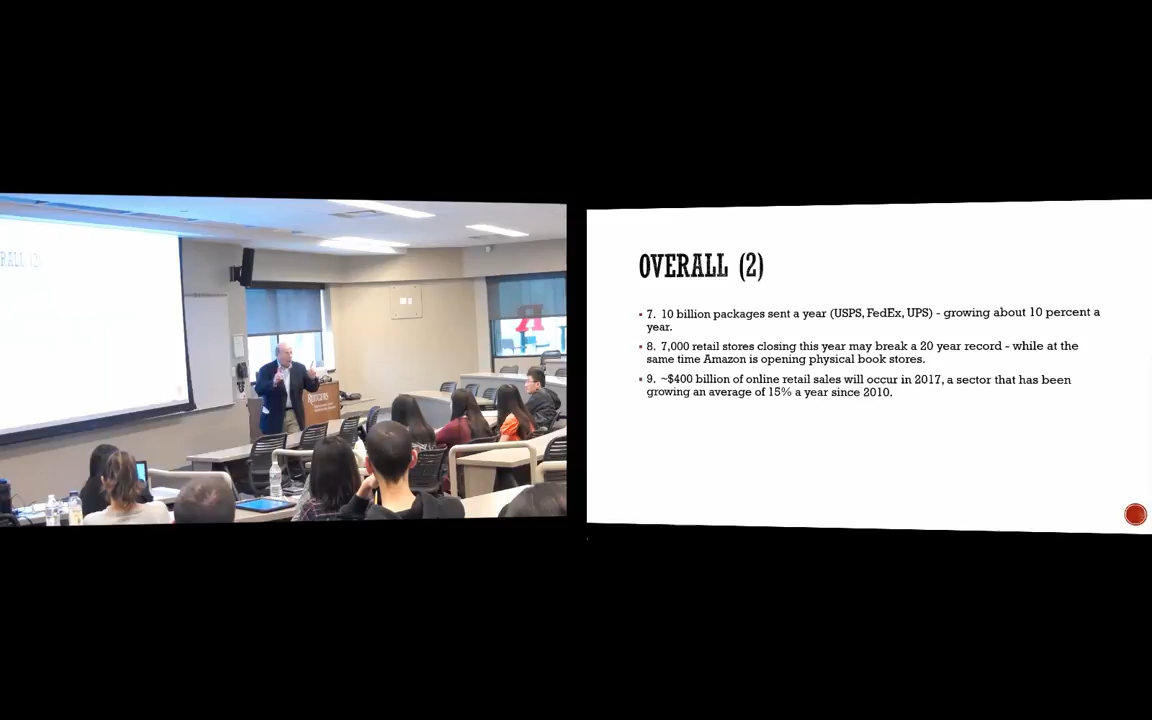 RALL (2)
R
RUTGERS
OVERALL (2)
▪ 7. 10 billion packages sent a year (USPS, FedEx, UPS) - growing about 10 percent a
year.
▪ 8. 7,000 retail stores closing this year may break a 20 year record - while at the
same time Amazon is opening physical book stores.
▪ 9. ~$400 billion of online retail sales will occur in 2017, a sector that has been
growing an average of 15% a year since 2010.